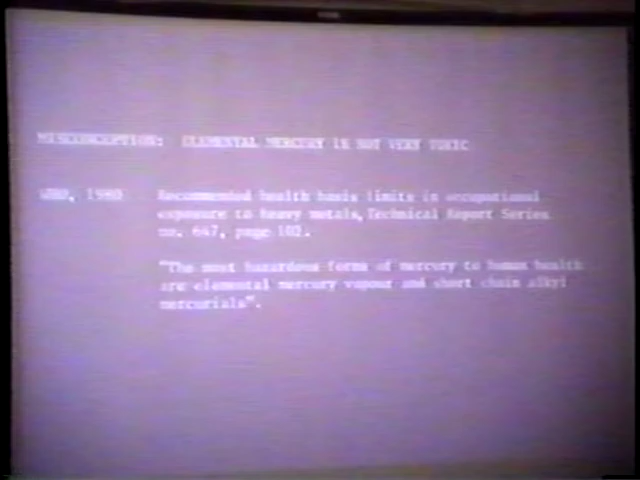 MISCONCEPTION: ELEMENTAL MERCURY IS NOT VERY TOXIC
WHO, 1980 Recommended health basis limits in occupational
exposure to heavy metals,Technical Report Series
no. 647, page 102.
"The most hazardous forms of mercury to human health
are elemental mercury vapour and short chain alkyl
mercurials".